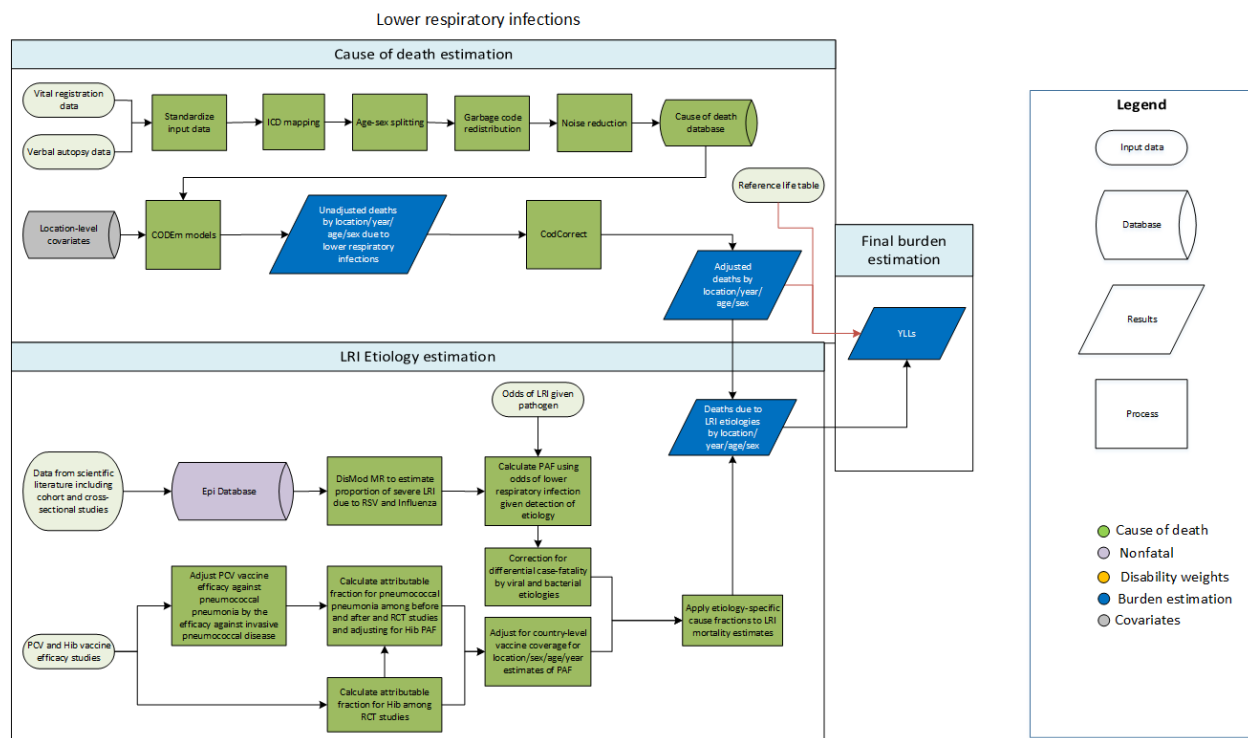 Lower respiratory infections
Cause of death estimation
Vital registration
data
Verbal autopsy data
Standardize
input data
ICD mapping
Age-sex splitting
Garbage code
redistribution
Noise reduction
Cause of death
database
Reference life table
Location-level
covariates
CODEm models
Unadjusted deaths
by location/year/
age/sex due to
lower respiratory
infections
CodCorrect
Adjusted
deaths by
location/year/
age/sex
Final burden
estimation
YLLs
LRI Etiology estimation
Odds of LRI given
pathogen
Deaths due to
LRI etiologies
by location/
year/age/sex
Data from scientific
literature including
cohort and cross-
sectional studies
Epi Database
DisMod MR to estimate
proportion of severe LRI
due to RSV and Influenza
Calculate PAF using
odds of lower
respiratory infection
given detection of
etiology
Correction for
differential case-fatality
by viral and bacterial
etiologies
Adjust PCV vaccine
efficacy against
pneumococcal
pneumonia by the
efficacy against invasive
pneumococcal disease
Calculate attributable
fraction for pneumococcal
pneumonia among before
and after and RCT studies
and adjusting for Hib PAF
PCV and Hib vaccine
efficacy studies
Adjust for country-level
vaccine coverage for
location/sex/age/year
estimates of PAF
Apply etiology-specific
cause fractions to LRI
mortality estimates
Calculate attributable
fraction for Hib among
RCT studies
Legend
Input data
Database
Results
Process
Cause of death
Nonfatal
Disability weights
Burden estimation
Covariates